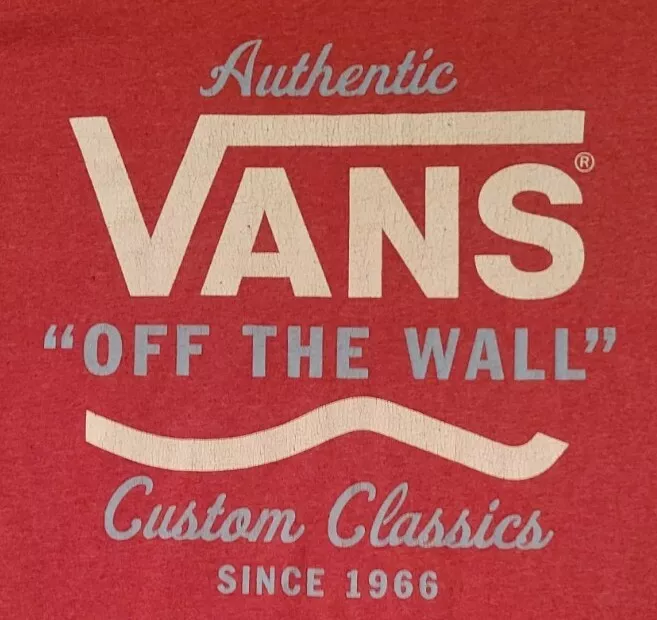 Authentic
VANS®
“OFF THE WALL”
Custom Classics
SINCE 1966